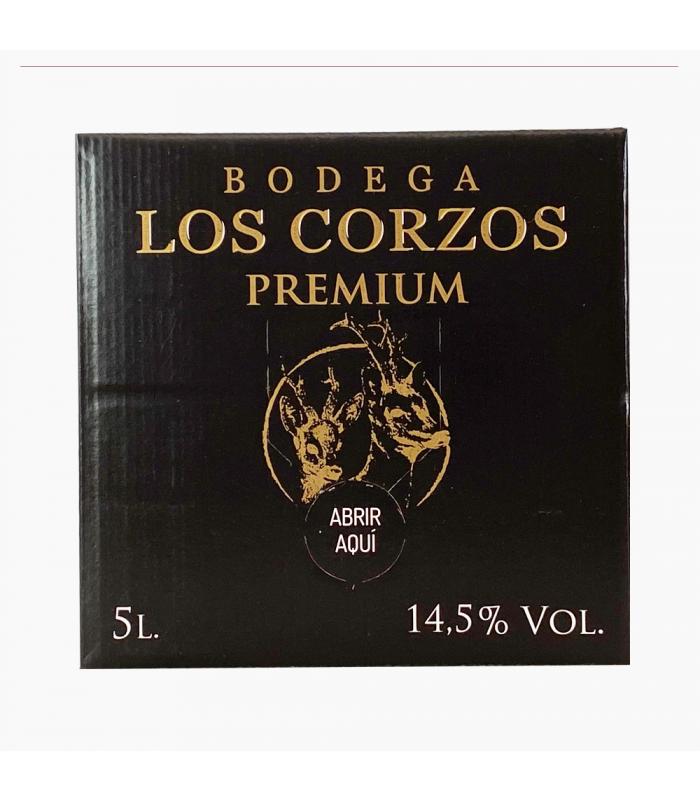 BODEGA
LOS CORZOS
PREMIUM
ABRIR
AQUÍ
5L.
14,5% VOL.